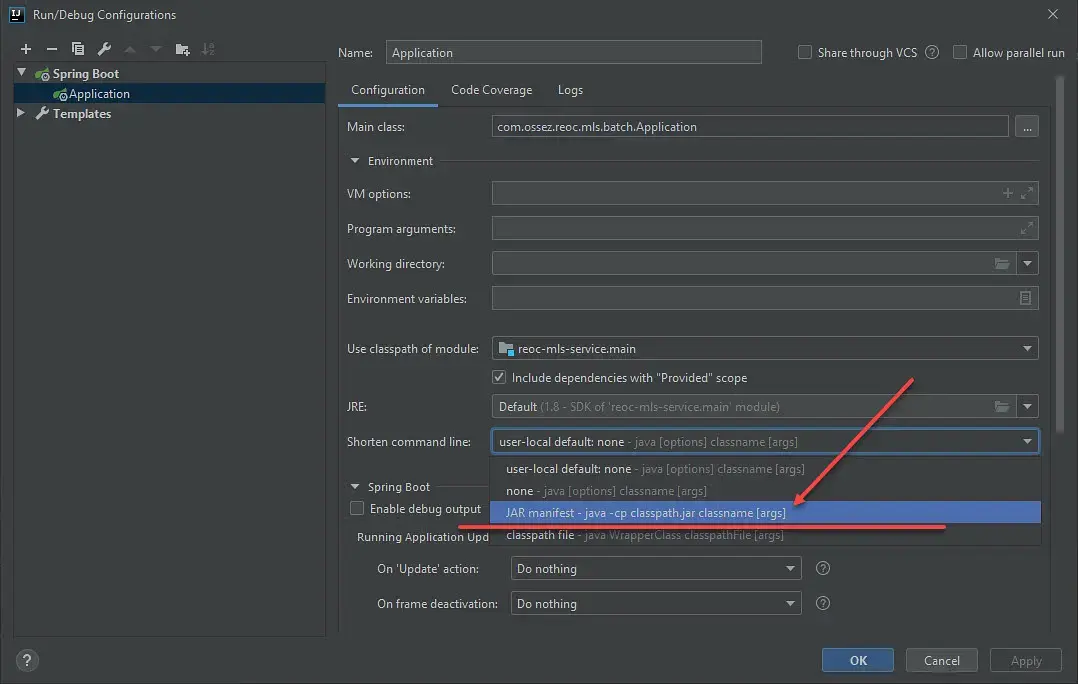 Run/Debug Configurations
Name: Application Share through VCS ? Allow parallel run
Spring Boot
Application
Templates
Configuration Code Coverage Logs
Main class: com.ossez.reoc.mls.batch.Application ...
Environment
VM options:
Program arguments:
Working directory:
Environment variables:
Use classpath of module: reoc-mls-service.main
Include dependencies with "Provided" scope
JRE: Default (1.8 - SDK of 'reoc-mls-service.main' module)
Shorten command line: user-local default: none - java [options] classname [args]
user-local default: none - java [options] classname [args]
none - java [options] classname [args]
JAR manifest - java -cp classpath.jar classname [args]
classpath file - java WrapperClass classpathFile [args]
Spring Boot
Enable debug output
Running Application Upd
On 'Update' action: Do nothing ?
On frame deactivation: Do nothing ?
? OK Cancel Apply